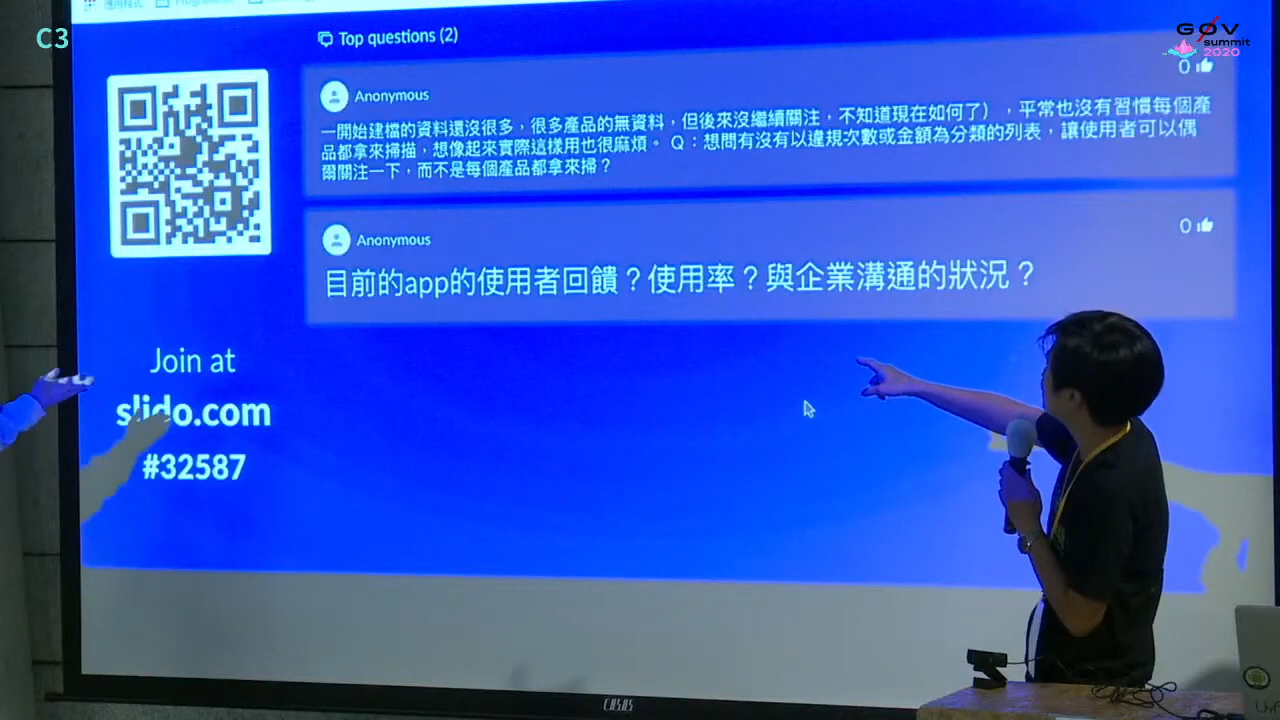 C3
GØV
summit
2020
Top questions (2)
Anonymous
0
一開始建檔的資料還沒很多，很多產品的無資料，但後來沒繼續關注，不知道現在如何了），平常也沒有習慣每個產
品都拿來掃描，想像起來實際這樣用也很麻煩。 Q：想問有沒有以違規次數或金額為分類的列表，讓使用者可以偶
爾關注一下，而不是每個產品都拿來掃？
Anonymous
0
目前的app的使用者回饋？使用率？與企業溝通的狀況？
Join at
slido.com
#32587